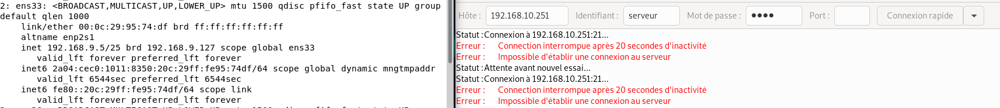 2: ens33: <BROADCAST,MULTICAST,UP,LOWER_UP> mtu 1500 qdisc pfifo_fast state UP group
default qlen 1000
link/ether 00:0c:29:95:74:df brd ff:ff:ff:ff:ff:ff
altname enp2s1
inet 192.168.9.5/25 brd 192.168.9.127 scope global ens33
valid_lft forever preferred_lft forever
inet6 2a04:cec0:1011:8350:20c:29ff:fe95:74df/64 scope global dynamic mngtmpaddr
valid_lft 6544sec preferred_lft 6544sec
inet6 fe80::20c:29ff:fe95:74df/64 scope link
valid_lft forever preferred_lft forever
Hôte : 192.168.10.251 Identifiant : serveur Mot de passe : ●●●● Port : Connexion rapide
Statut : Connexion à 192.168.10.251:21...
Erreur : Connection interrompue après 20 secondes d'inactivité
Erreur : Impossible d'établir une connexion au serveur
Statut : Attente avant nouvel essai...
Statut : Connexion à 192.168.10.251:21...
Erreur : Connection interrompue après 20 secondes d'inactivité
Erreur : Impossible d'établir une connexion au serveur